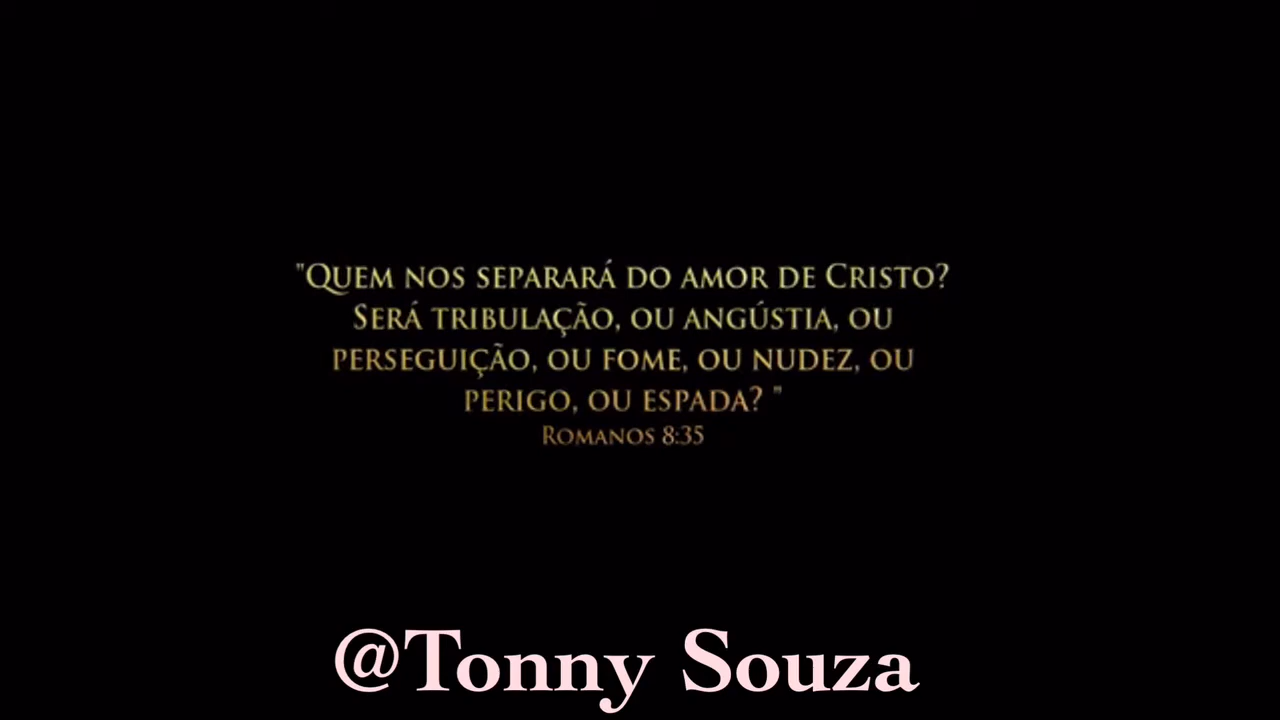 "Quem nos separará do amor de Cristo?
Será tribulação, ou angústia, ou
perseguição, ou fome, ou nudez, ou
perigo, ou espada? "
Romanos 8:35
@Tonny Souza